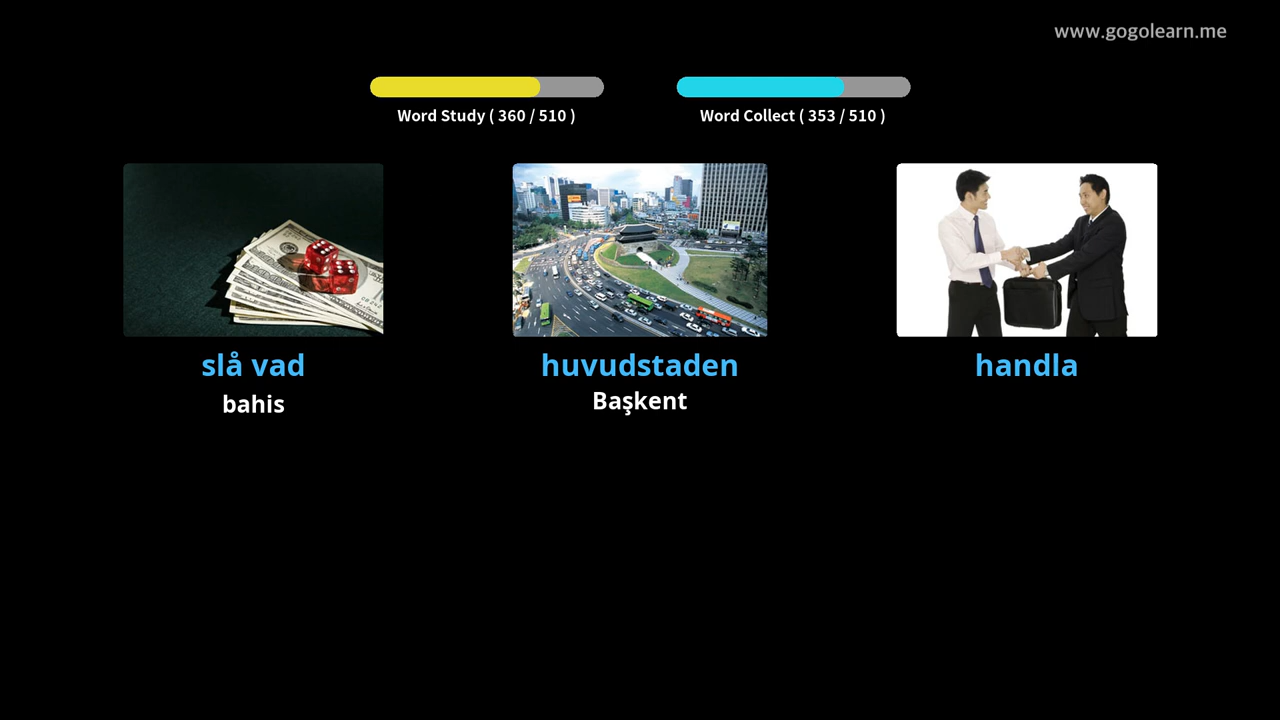 www.gogolearn.me
Word Study ( 360 / 510 )
Word Collect ( 353 / 510 )
slå vad
huvudstaden
handla
bahis
Başkent